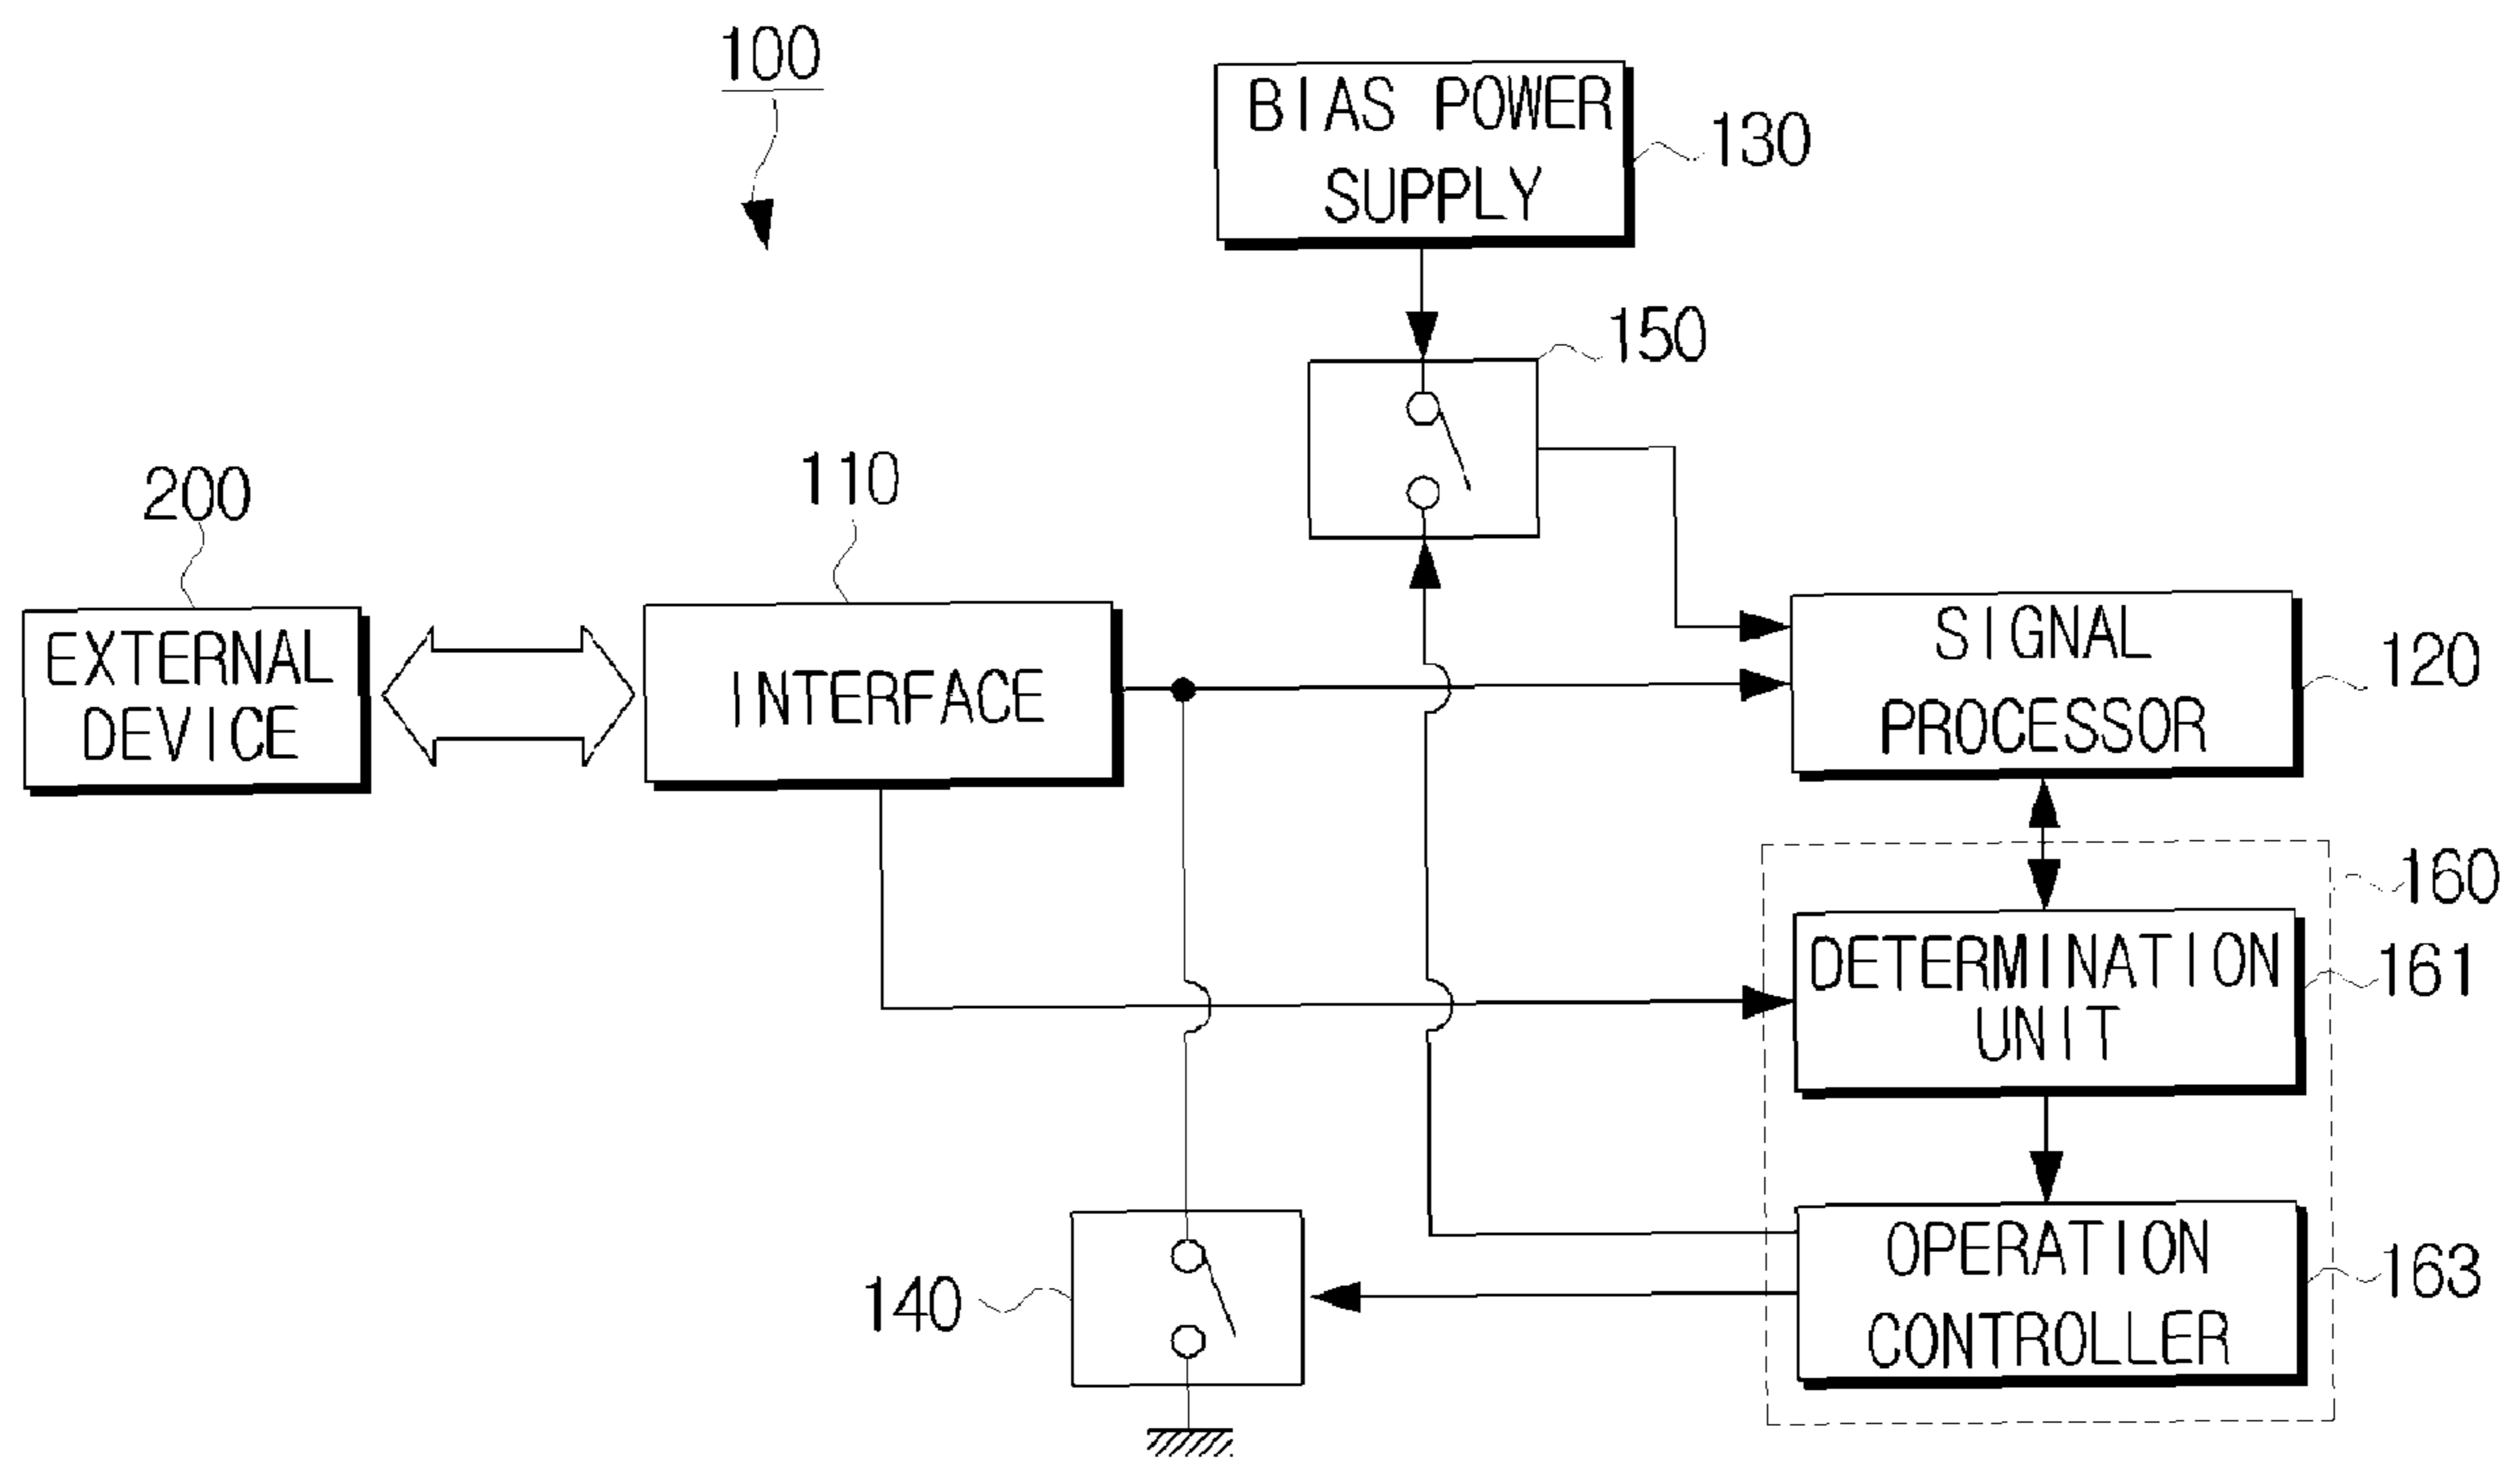 100
BIAS POWER
SUPPLY
130
150
200
110
EXTERNAL
DEVICE
INTERFACE
SIGNAL
PROCESSOR
120
160
DETERMINATION
UNIT
161
OPERATION
CONTROLLER
163
140